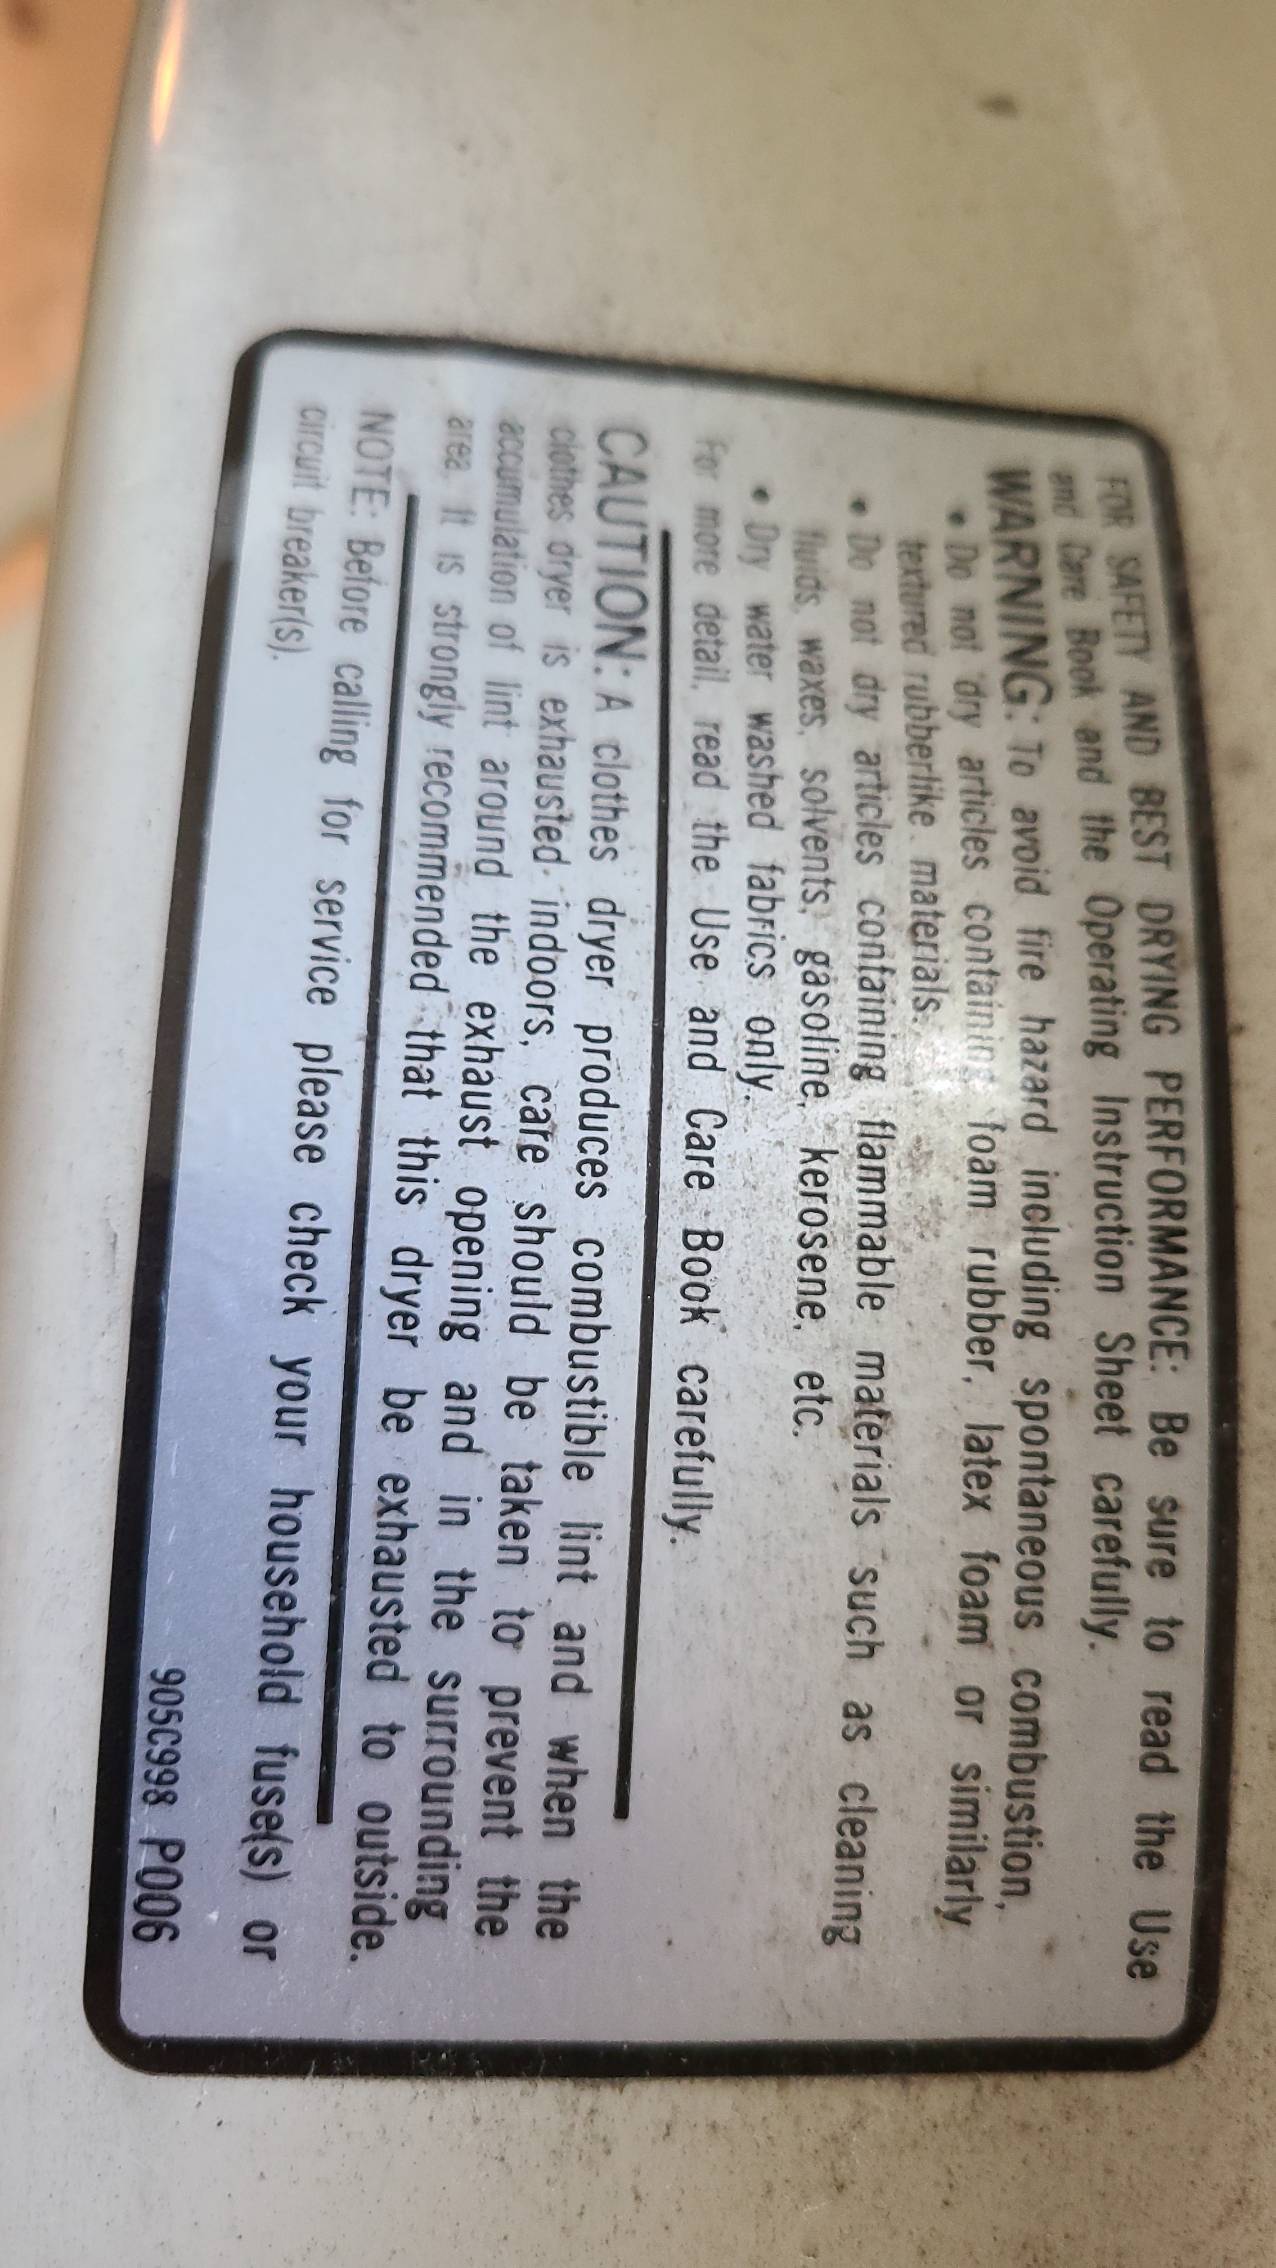 FOR SAFETY AND BEST DRYING PERFORMANCE: Be sure to read the Use
and Care Book and the Operating Instruction Sheet carefully.
WARNING: To avoid fire hazard including spontaneous combustion,
• Do not dry articles containing foam rubber, latex foam or similarly
textured rubberlike materials.
• Do not dry articles containing flammable materials such as cleaning
fluids, waxes, solvents, gasoline, kerosene, etc.
• Dry water washed fabrics only.
For more detail, read the Use and Care Book carefully.
CAUTION: A clothes dryer produces combustible lint and when the
clothes dryer is exhausted indoors, care should be taken to prevent the
accumulation of lint around the exhaust opening and in the surrounding
area. It is strongly recommended that this dryer be exhausted to outside.
NOTE: Before calling for service please check your household fuse(s) or
circuit breaker(s).
905C998 P006